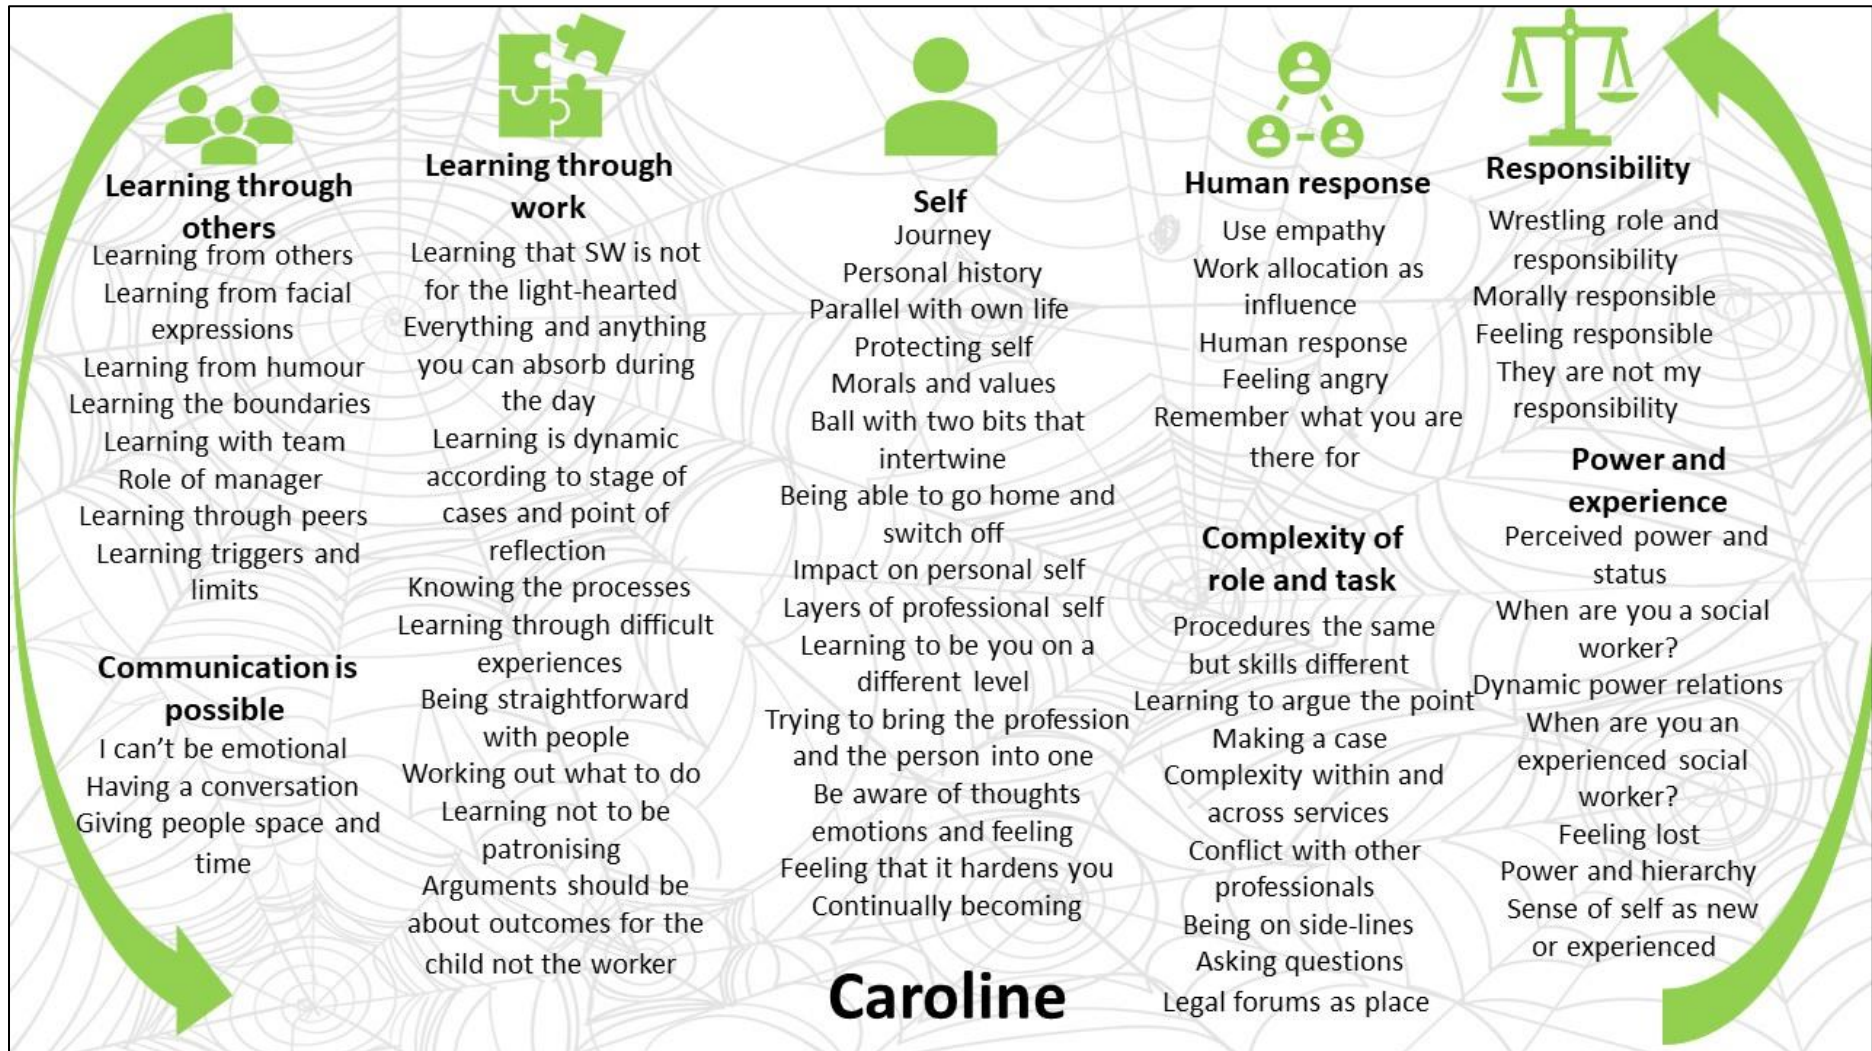 Learning through
others
Learning from others
Learning from facial
expressions
Learning from humour
Learning the boundaries
Learning with team
Role of manager
Learning through peers
Learning triggers and
limits
Communication is
possible
I can't be emotional
Having a conversation
Giving people space and
time
Learning through
work
Learning that SW is not
for the light-hearted
Everything and anything
you can absorb during
the day
Learning is dynamic
according to stage of
cases and point of
reflection
Knowing the processes
Learning through difficult
experiences
Being straightforward
with people
Working out what to do
Learning not to be
patronising
Arguments should be
about outcomes for the
child not the worker
Self
Journey
Personal history
Parallel with own life
Protecting self
Morals and values
Ball with two bits that
intertwine
Being able to go home and
switch off
Impact on personal self
Layers of professional self
Learning to be you on a
different level
Trying to bring the profession
and the person into one
Be aware of thoughts
emotions and feeling
Feeling that it hardens you
Continually becoming
Caroline
Human response
Use empathy
Work allocation as
influence
Human response
Feeling angry
Remember what you are
there for
Complexity of
role and task
Procedures the same
but skills different
Learning to argue the point
Making a case
Complexity within and
across services
Conflict with other
professionals
Being on side-lines
Asking questions
Legal forums as place
Responsibility
Wrestling role and
responsibility
Morally responsible
Feeling responsible
They are not my
responsibility
Power and
experience
Perceived power and
status
When are you a social
worker?
Dynamic power relations
When are you an
experienced social
worker?
Feeling lost
Power and hierarchy
Sense of self as new
or experienced